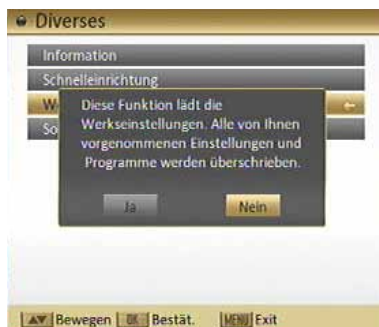 Diverses
Information
Schnelleinrichtung
Diese Funktion lädt die
Werkseinstellungen. Alle von Ihnen
vorgenommenen Einstellungen und
Programme werden überschrieben.
Ja
Nein
Bewegen OK Bestät. MENU Exit